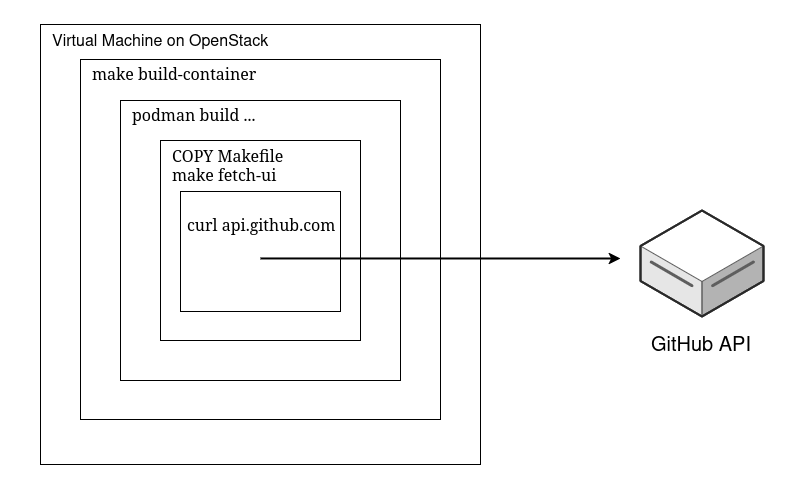 Virtual Machine on OpenStack
make build-container
podman build ...
COPY Makefile
make fetch-ui
curl api.github.com
GitHub API